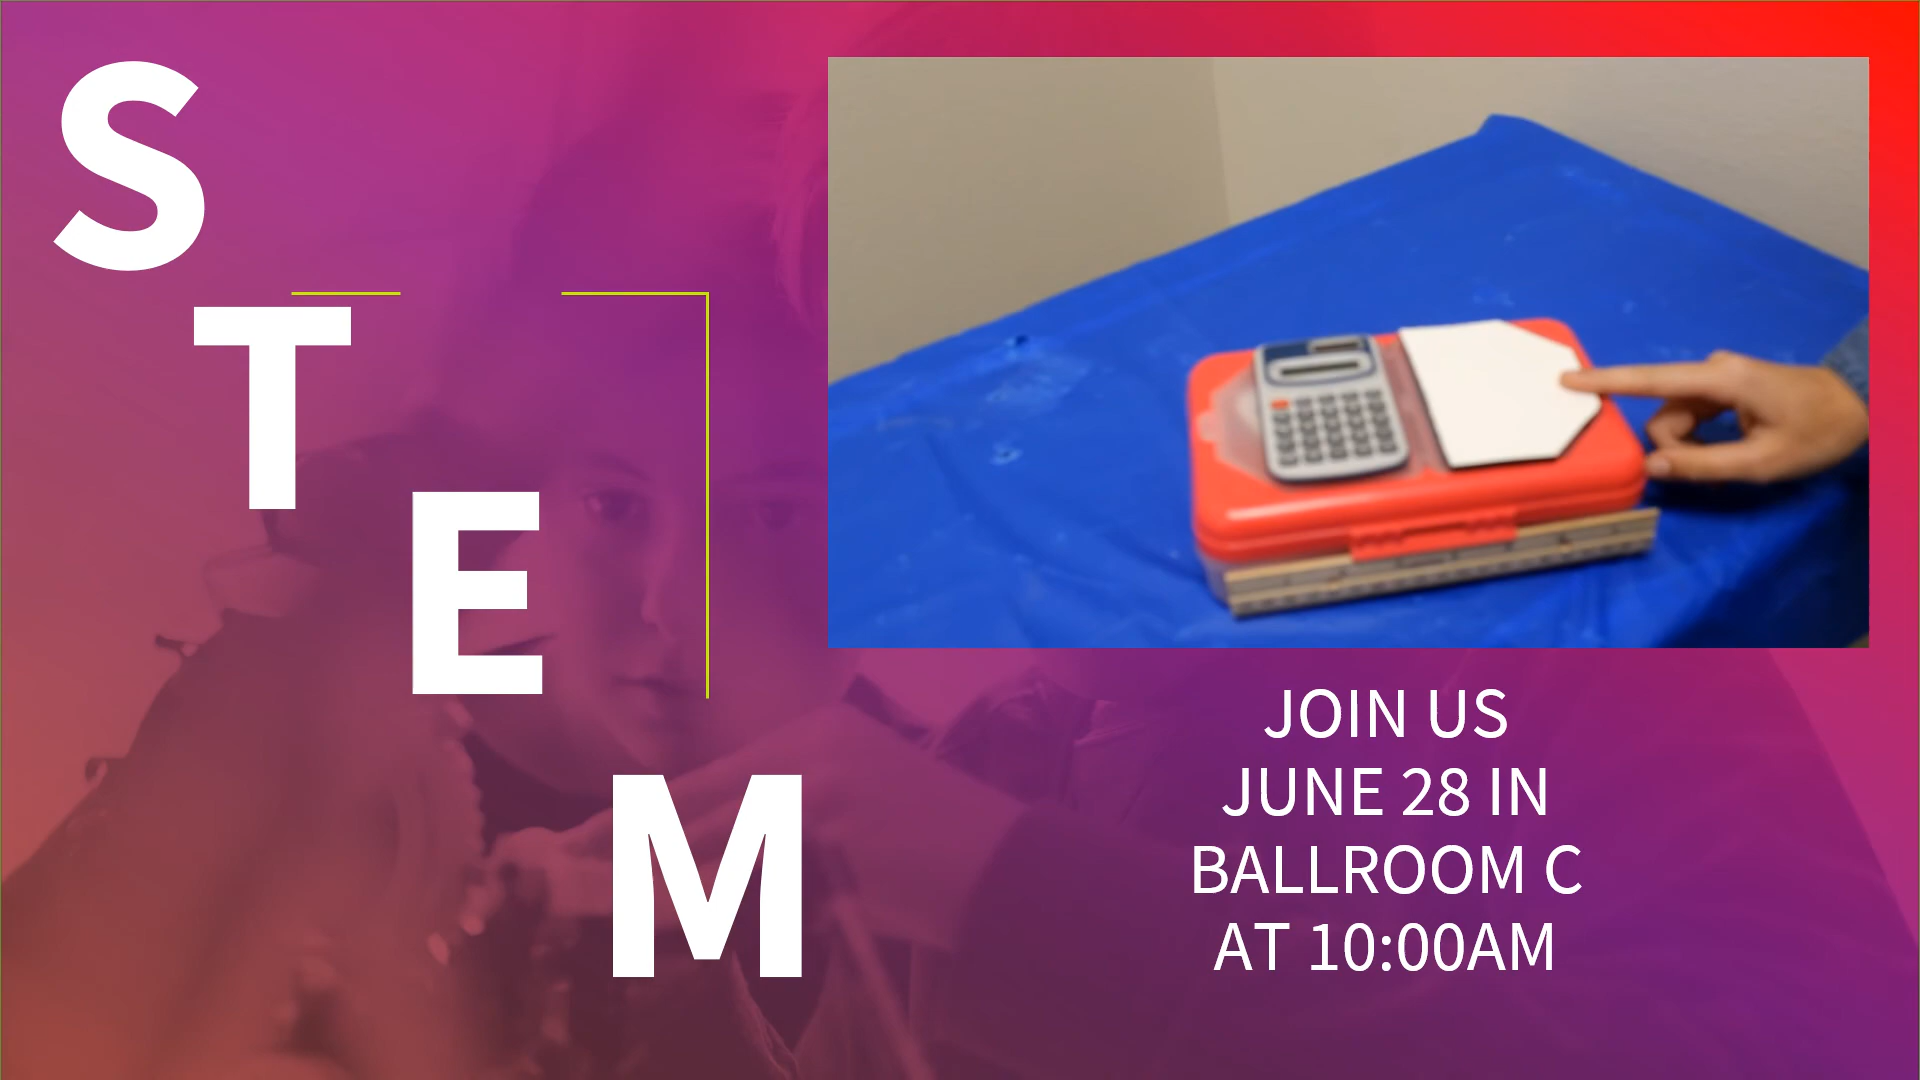 S
T
E
M
JOIN US
JUNE 28 IN
BALLROOM C
AT 10:00AM